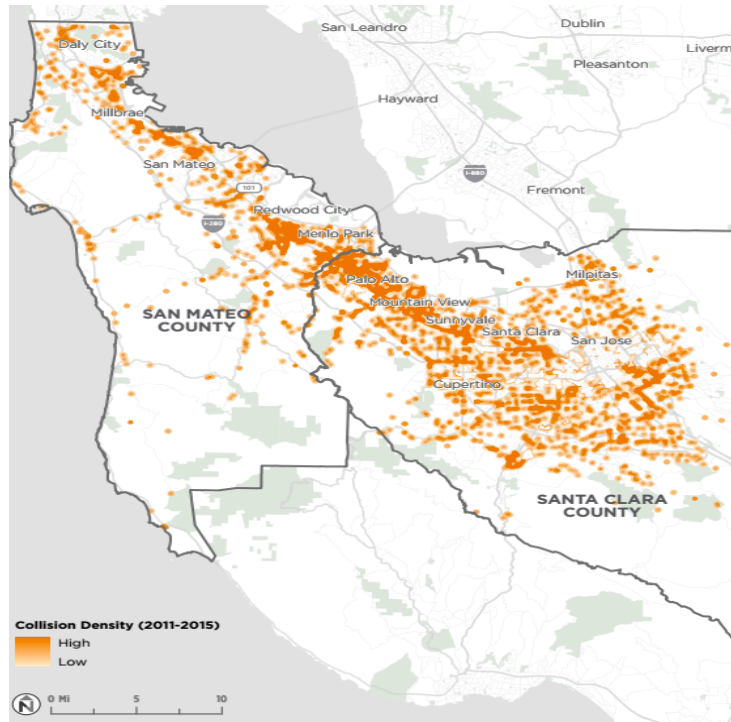 San Leandro
Dublin
Daly City
Pleasanton
Liverm
Hayward
Millbrae
San Mateo
I-880
101
Fremont
Redwood City
I-280
Menlo Park
Palo Alto
Milpitas
Mountain View
SAN MATEO
COUNTY
Sunnyvale
Santa Clara
San Jose
Cupertino
SANTA CLARA
COUNTY
Collision Density (2011-2015)
High
Low
N
0 Mi 5 10